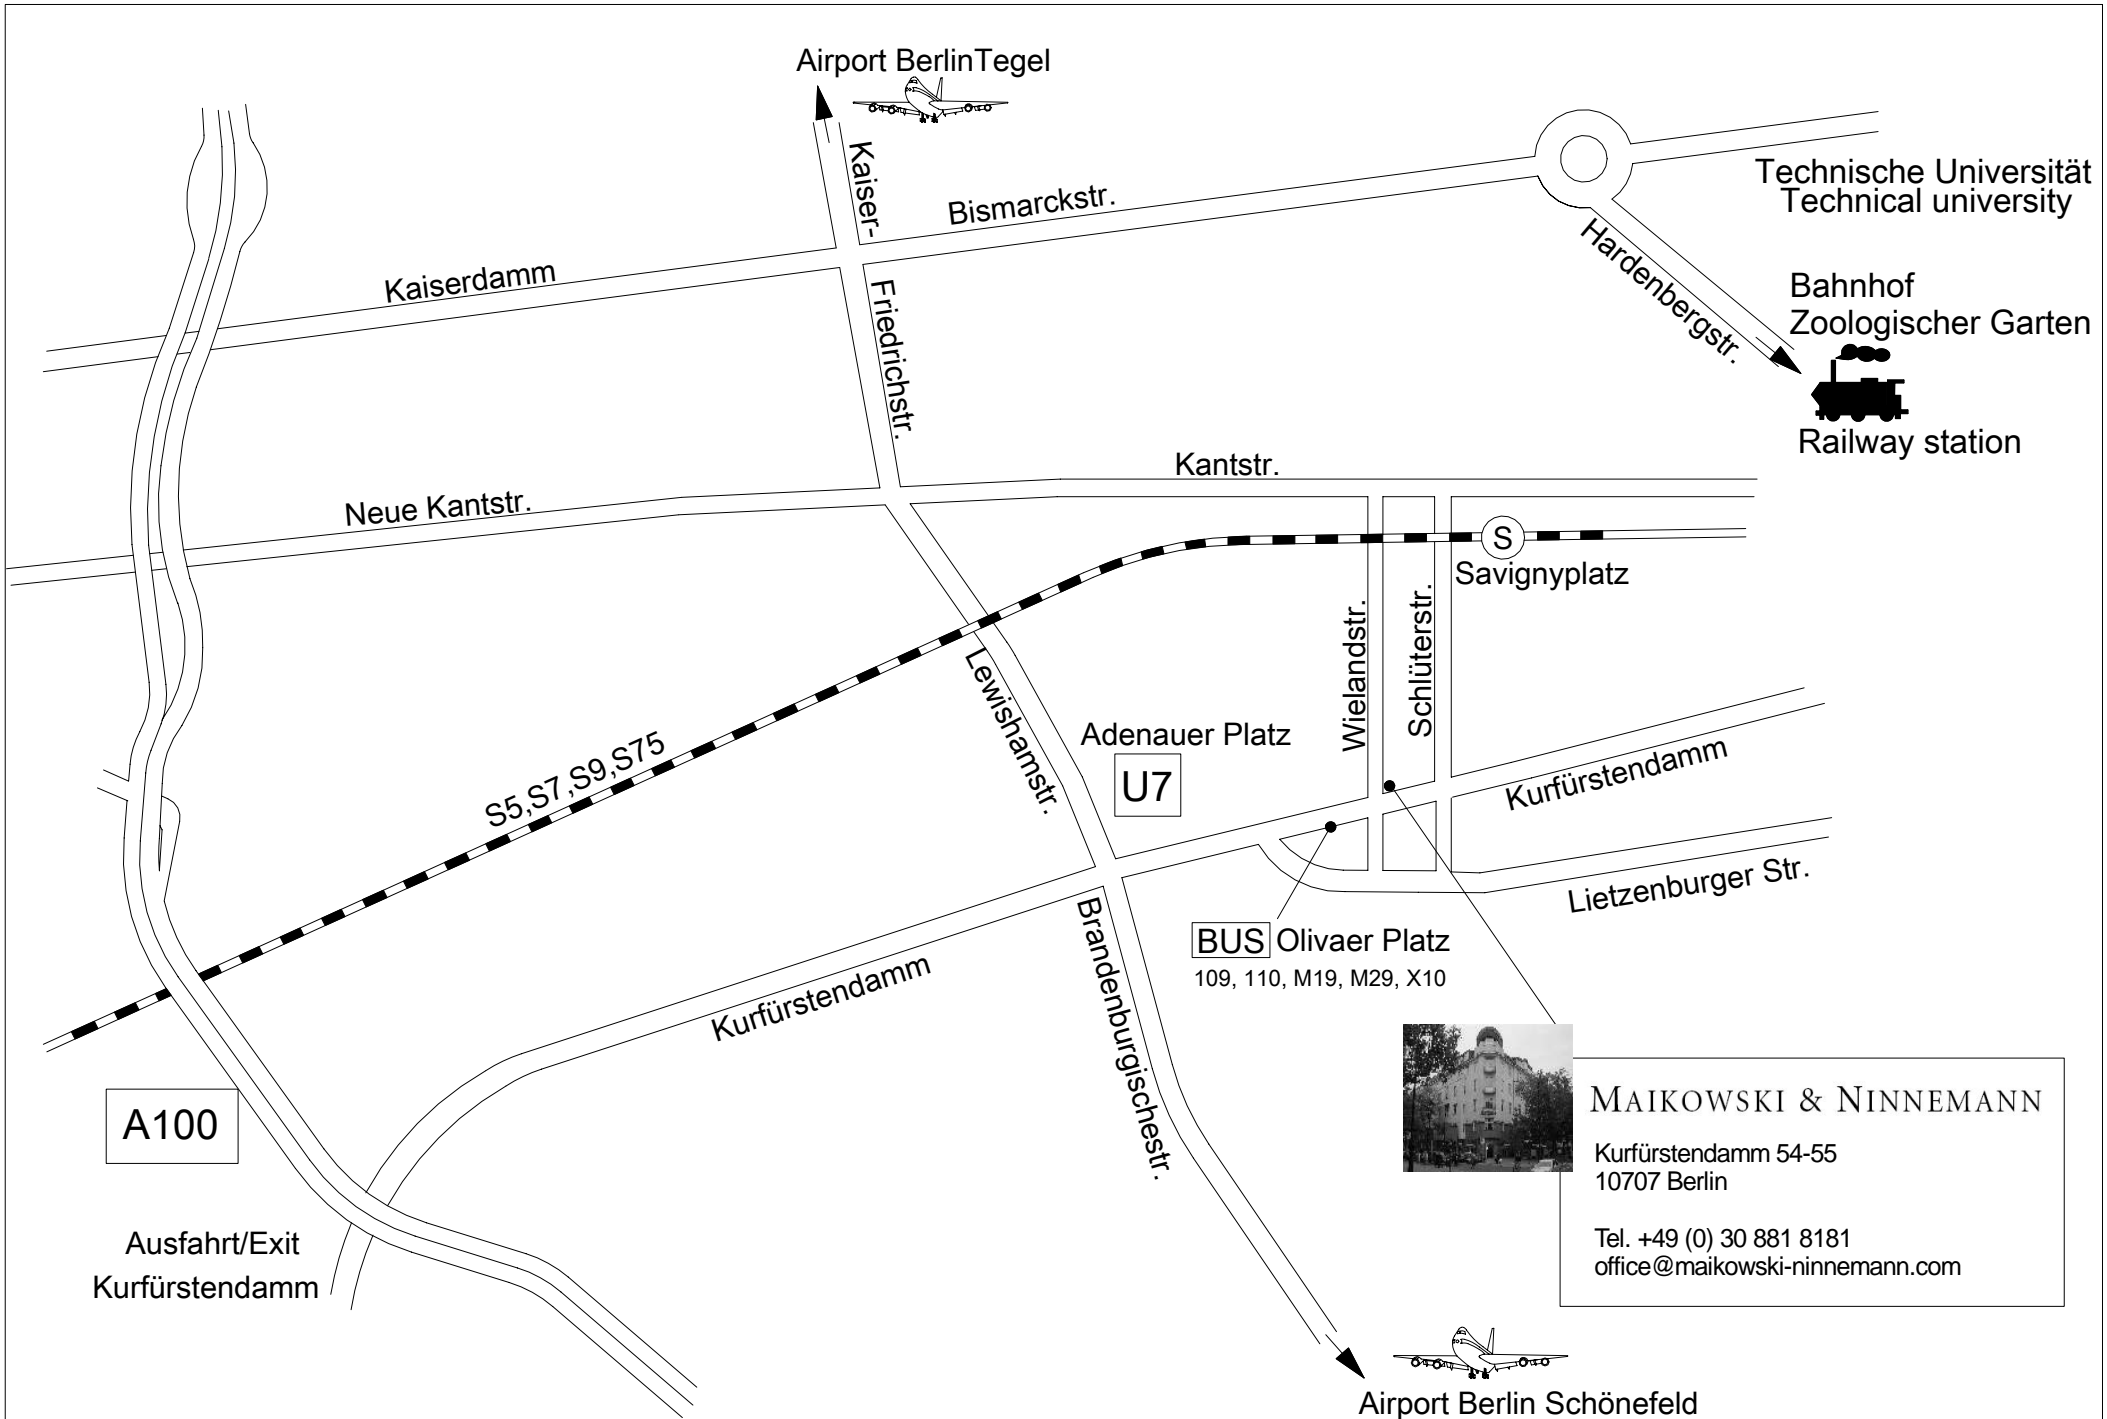 Airport BerlinTegel
Kaiser-
Bismarckstr.
Technische Universität
Technical university
Hardenbergstr.
Kaiserdamm
Friedrichstr.
Bahnhof
Zoologischer Garten
Railway station
Kantstr.
Neue Kantstr.
S
Savignyplatz
Wielandstr.
Schlüterstr.
Lewishamstr.
Adenauer Platz
U7
S5,S7,S9,S75
Kurfürstendamm
Lietzenburger Str.
BUS Olivaer Platz
109, 110, M19, M29, X10
Kurfürstendamm
Brandenburgischestr.
A100
MAIKOWSKI & NINNEMANN
Kurfürstendamm 54-55
10707 Berlin
Tel. +49 (0) 30 881 8181
office@maikowski-ninnemann.com
Ausfahrt/Exit
Kurfürstendamm
Airport Berlin Schönefeld